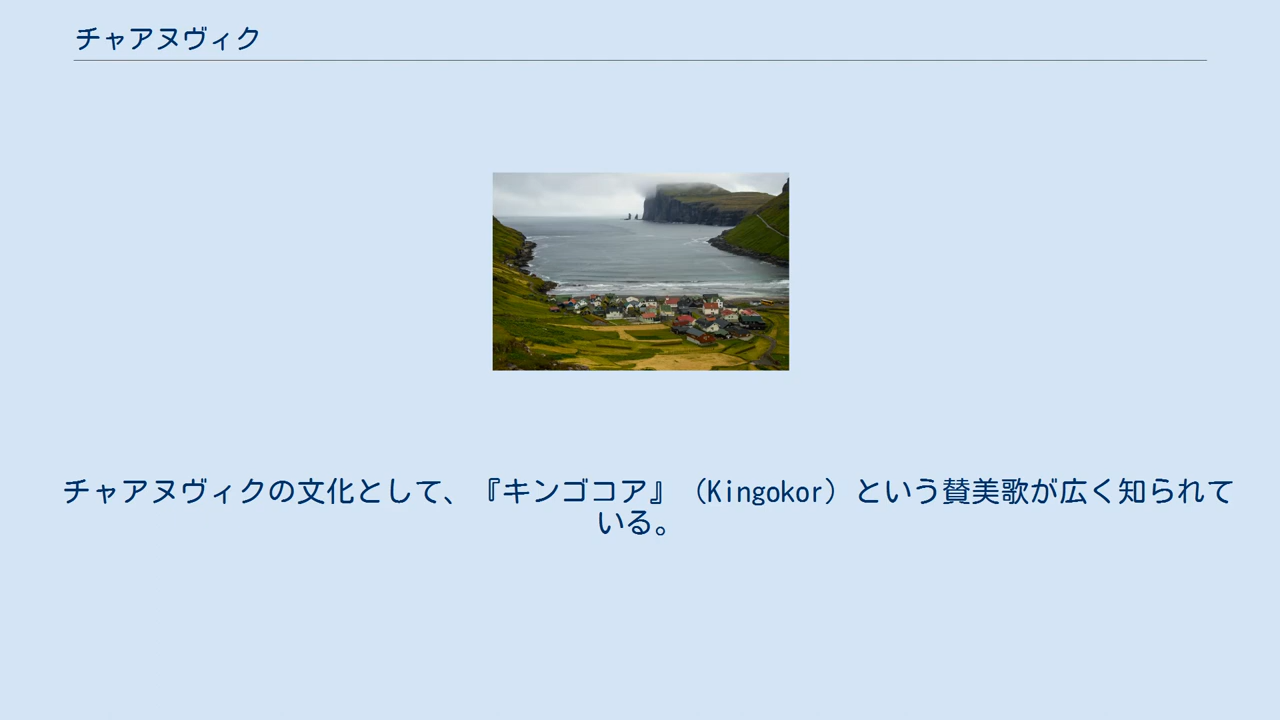 チャアヌヴィク
チャアヌヴィクの文化として、『キンゴコア』（Kingokor）という賛美歌が広く知られて
いる。